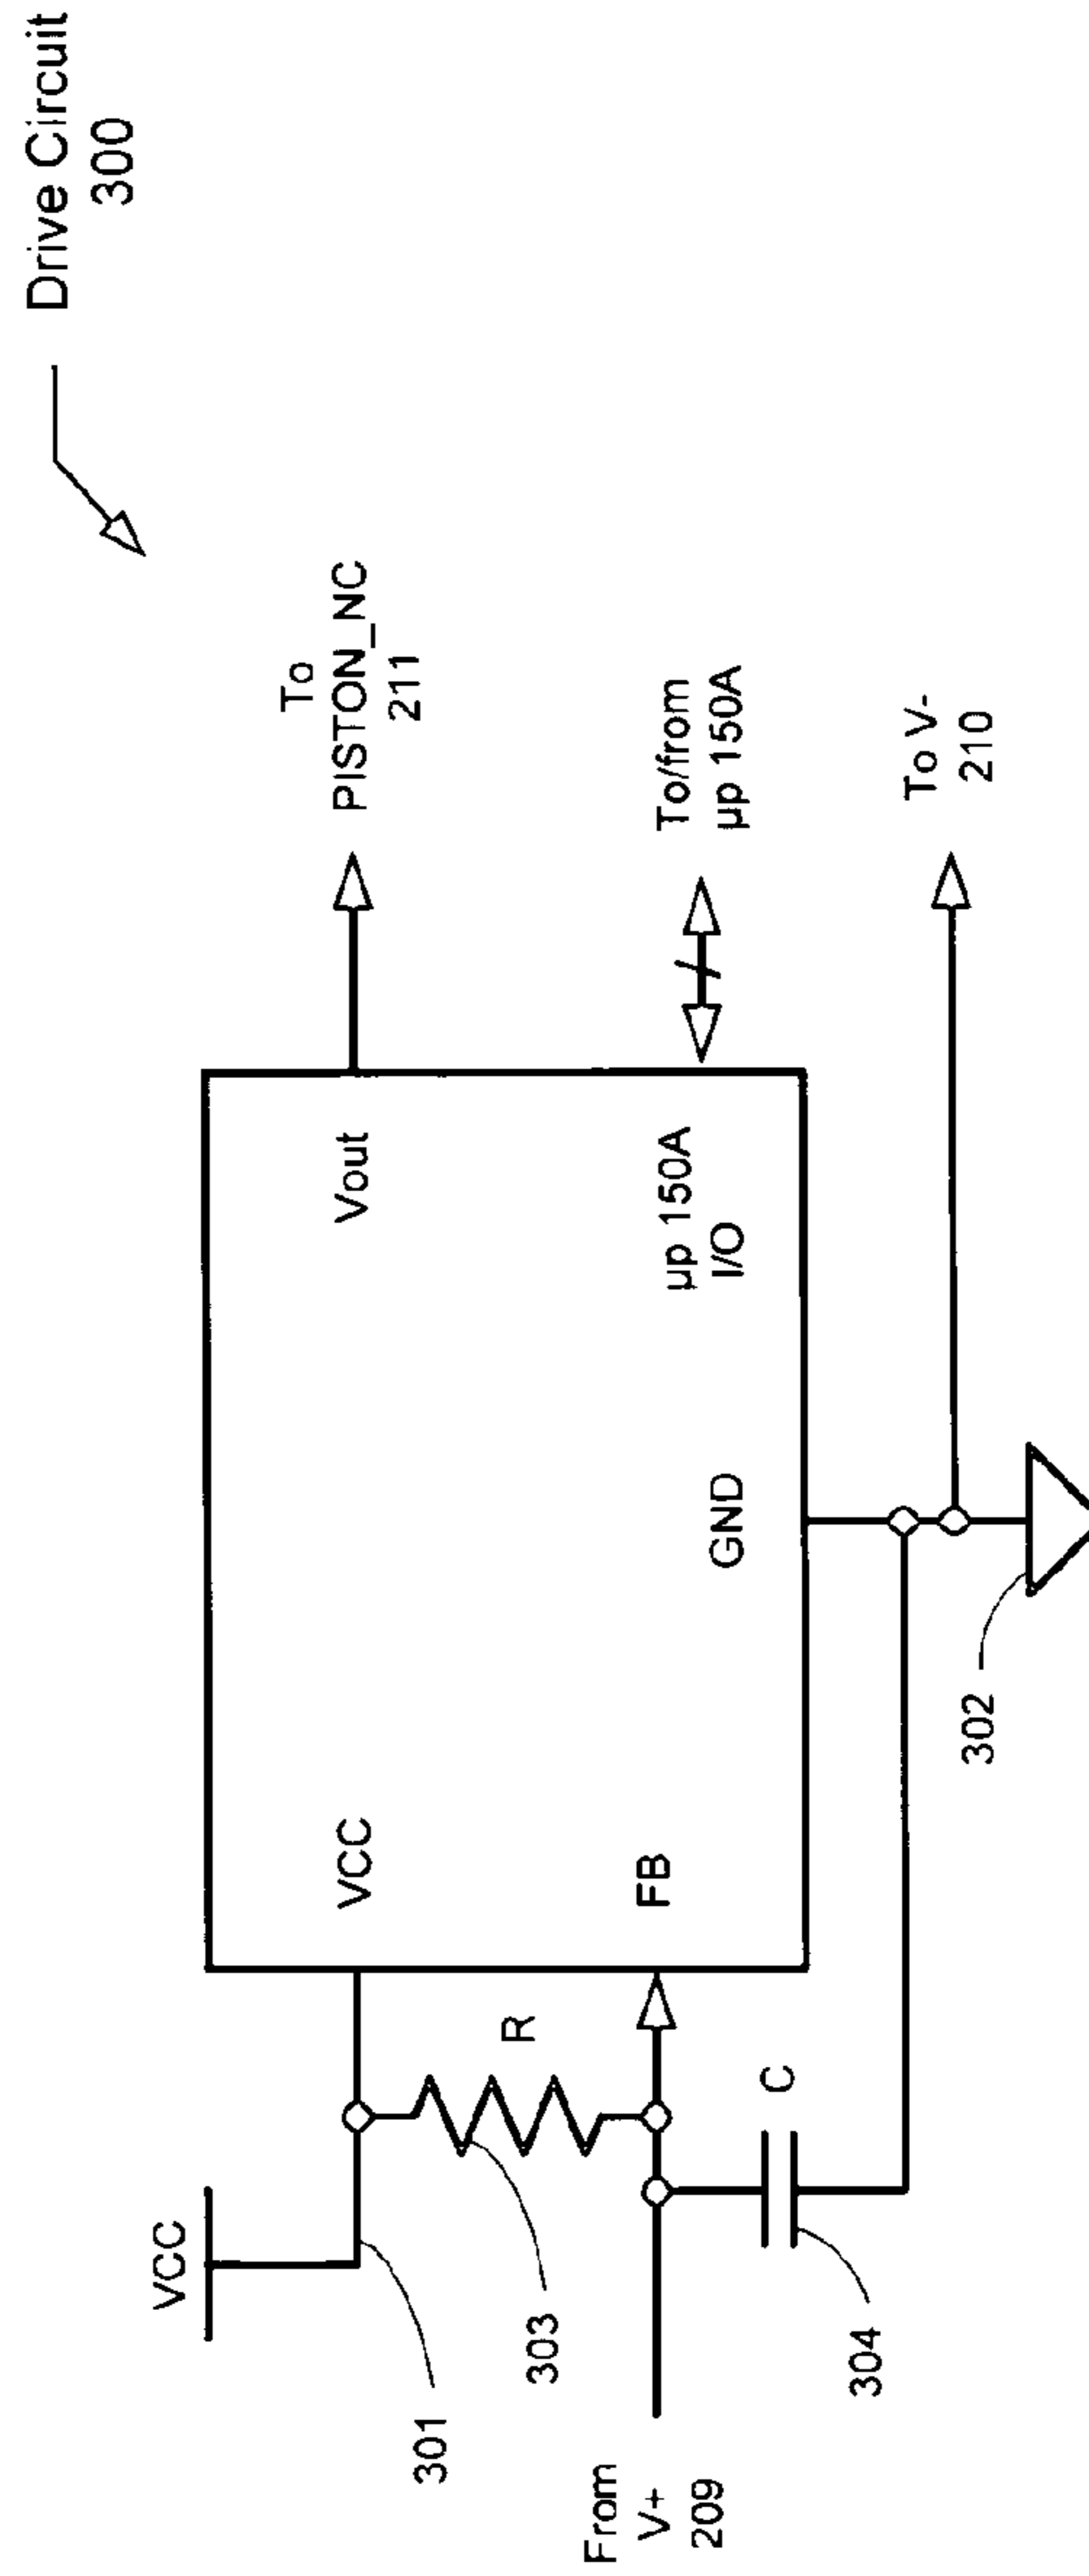 Drive Circuit
300
VCC
301
VCC
Vout
To
PISTON_NC
211
R
303
From
V+
209
FB
µp 150A
I/O
To/from
µp 150A
C
304
GND
302
To V-
210